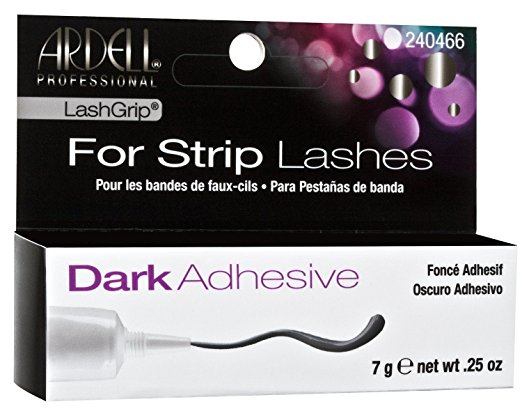 ARDELL
PROFESSIONAL
240466
LashGrip®
For Strip Lashes
Pour les bandes de faux-cils • Para Pestañas de banda
Dark Adhesive
Foncé Adhesif
Oscuro Adhesivo
7 g ℮ net wt .25 oz